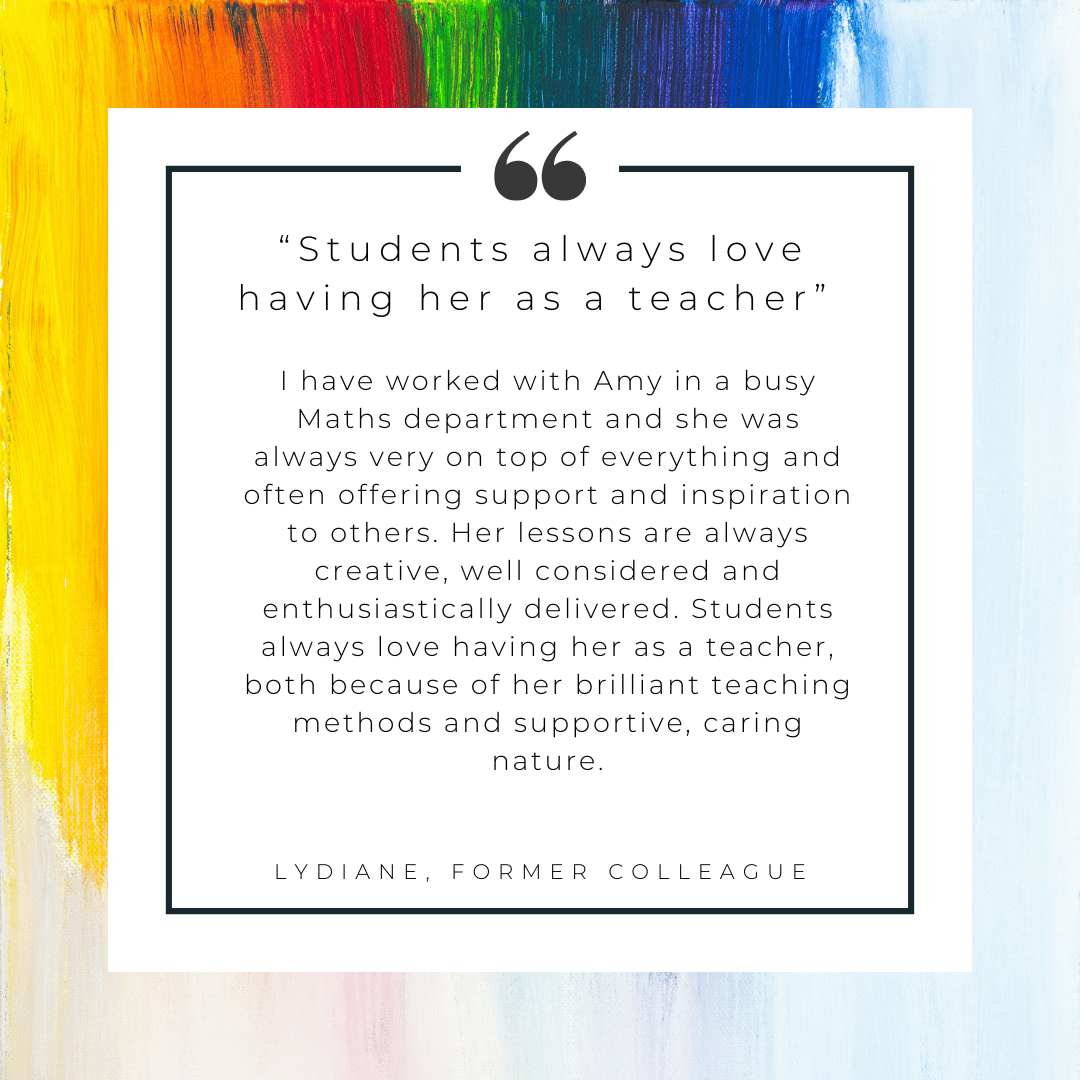 “Students always love
having her as a teacher”
I have worked with Amy in a busy
Maths department and she was
always very on top of everything and
often offering support and inspiration
to others. Her lessons are always
creative, well considered and
enthusiastically delivered. Students
always love having her as a teacher,
both because of her brilliant teaching
methods and supportive, caring
nature.
LYDIANE, FORMER COLLEAGUE